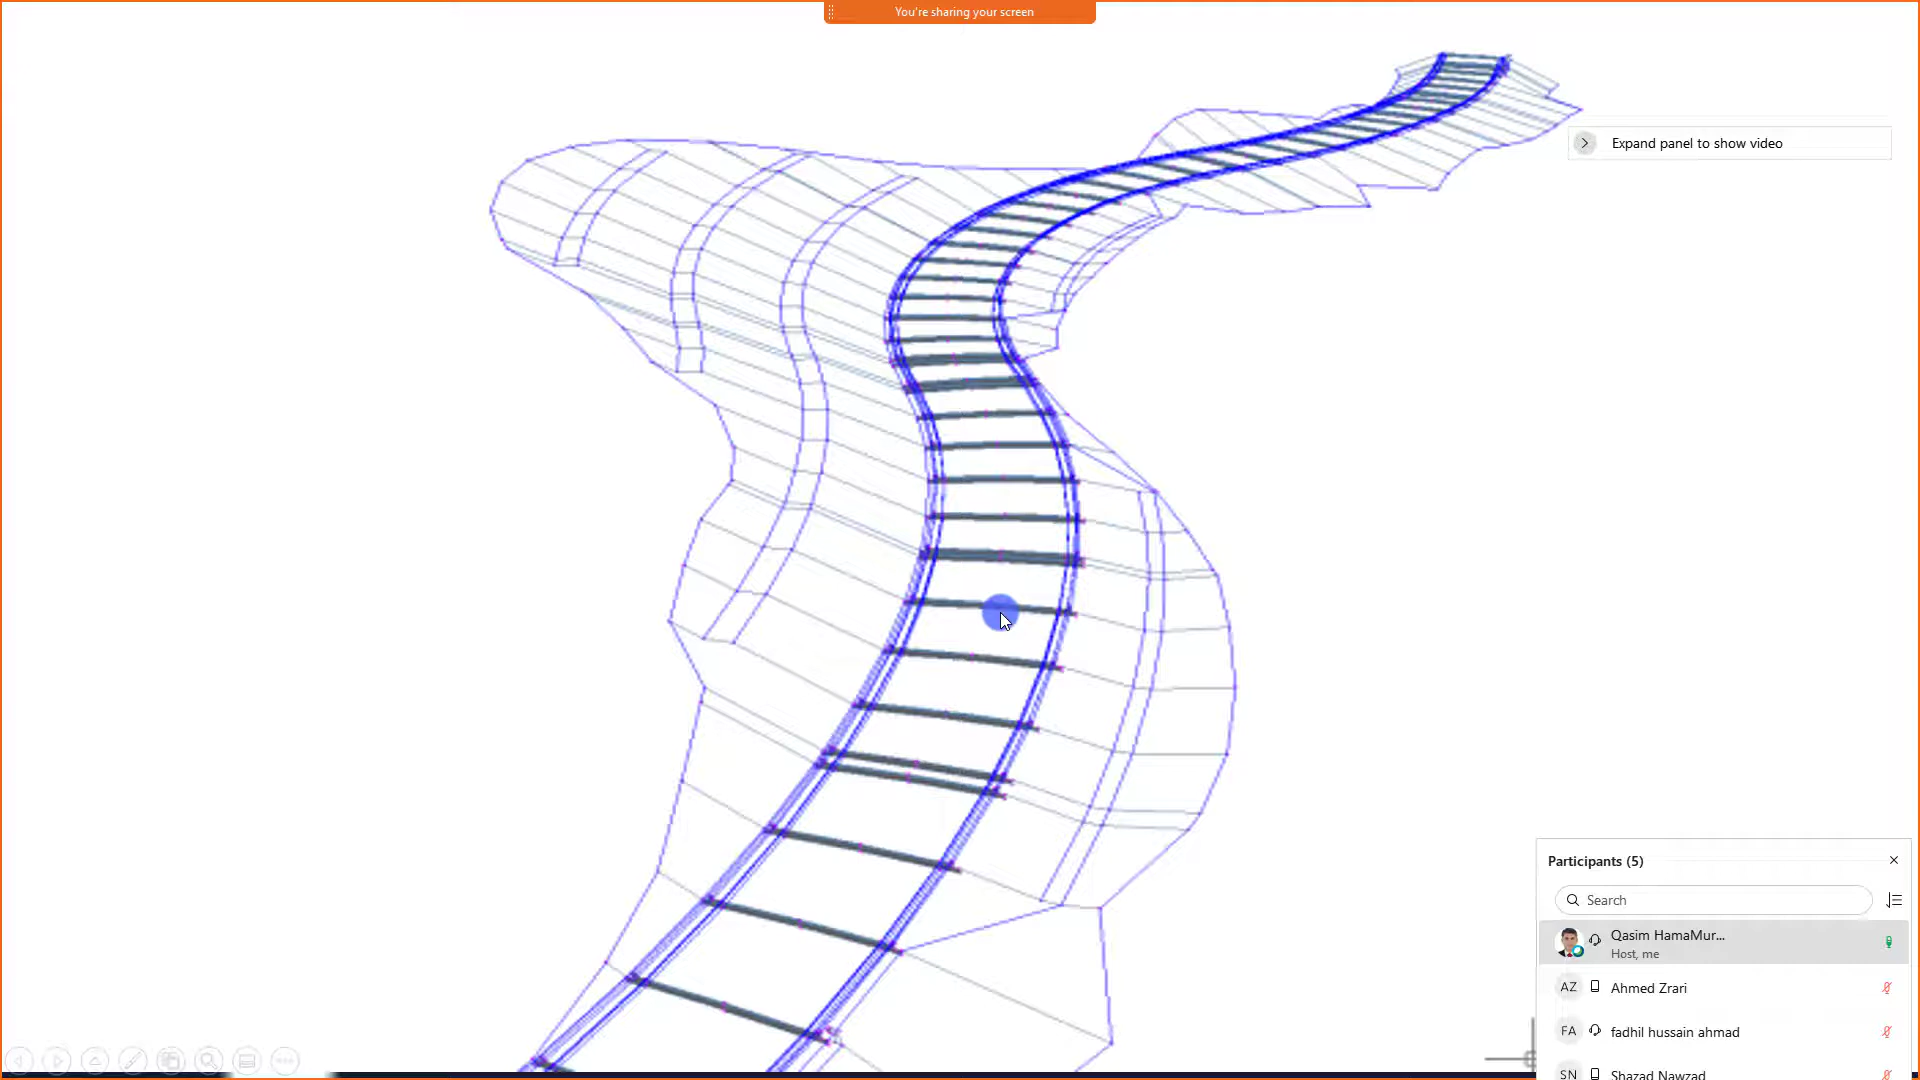 You're sharing your screen
Expand panel to show video
Participants (5)
Search
Qasim HamaMur...
Host, me
AZ
Ahmed Zrari
FA
fadhil hussain ahmad
SN
Shazad Nawzad